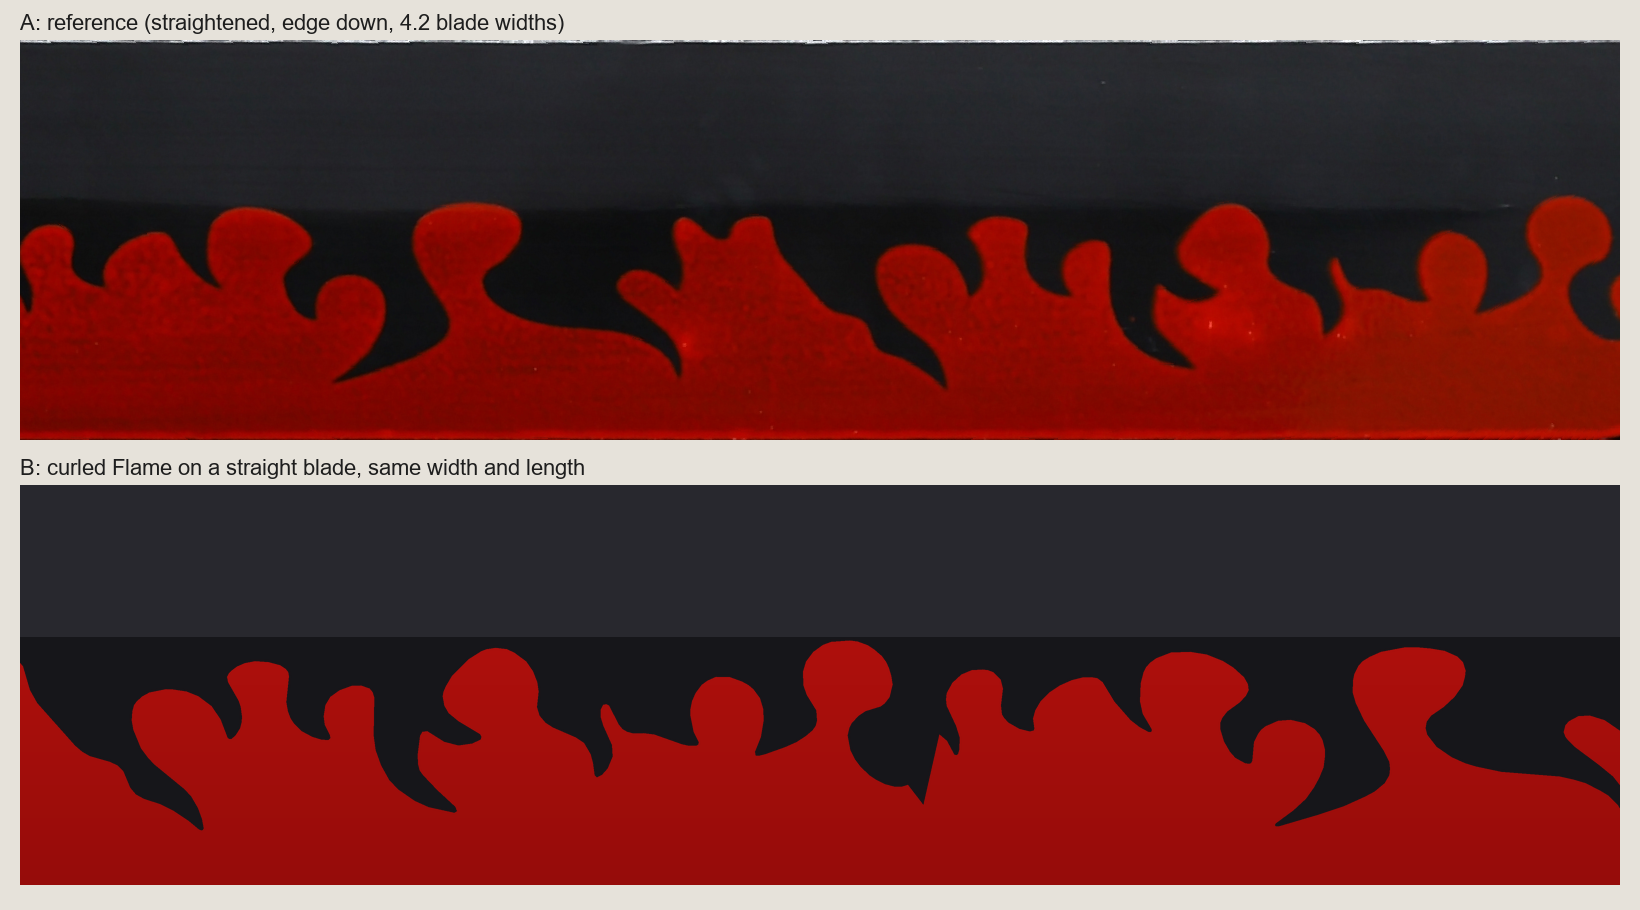 A: reference (straightened, edge down, 4.2 blade widths)
B: curled Flame on a straight blade, same width and length